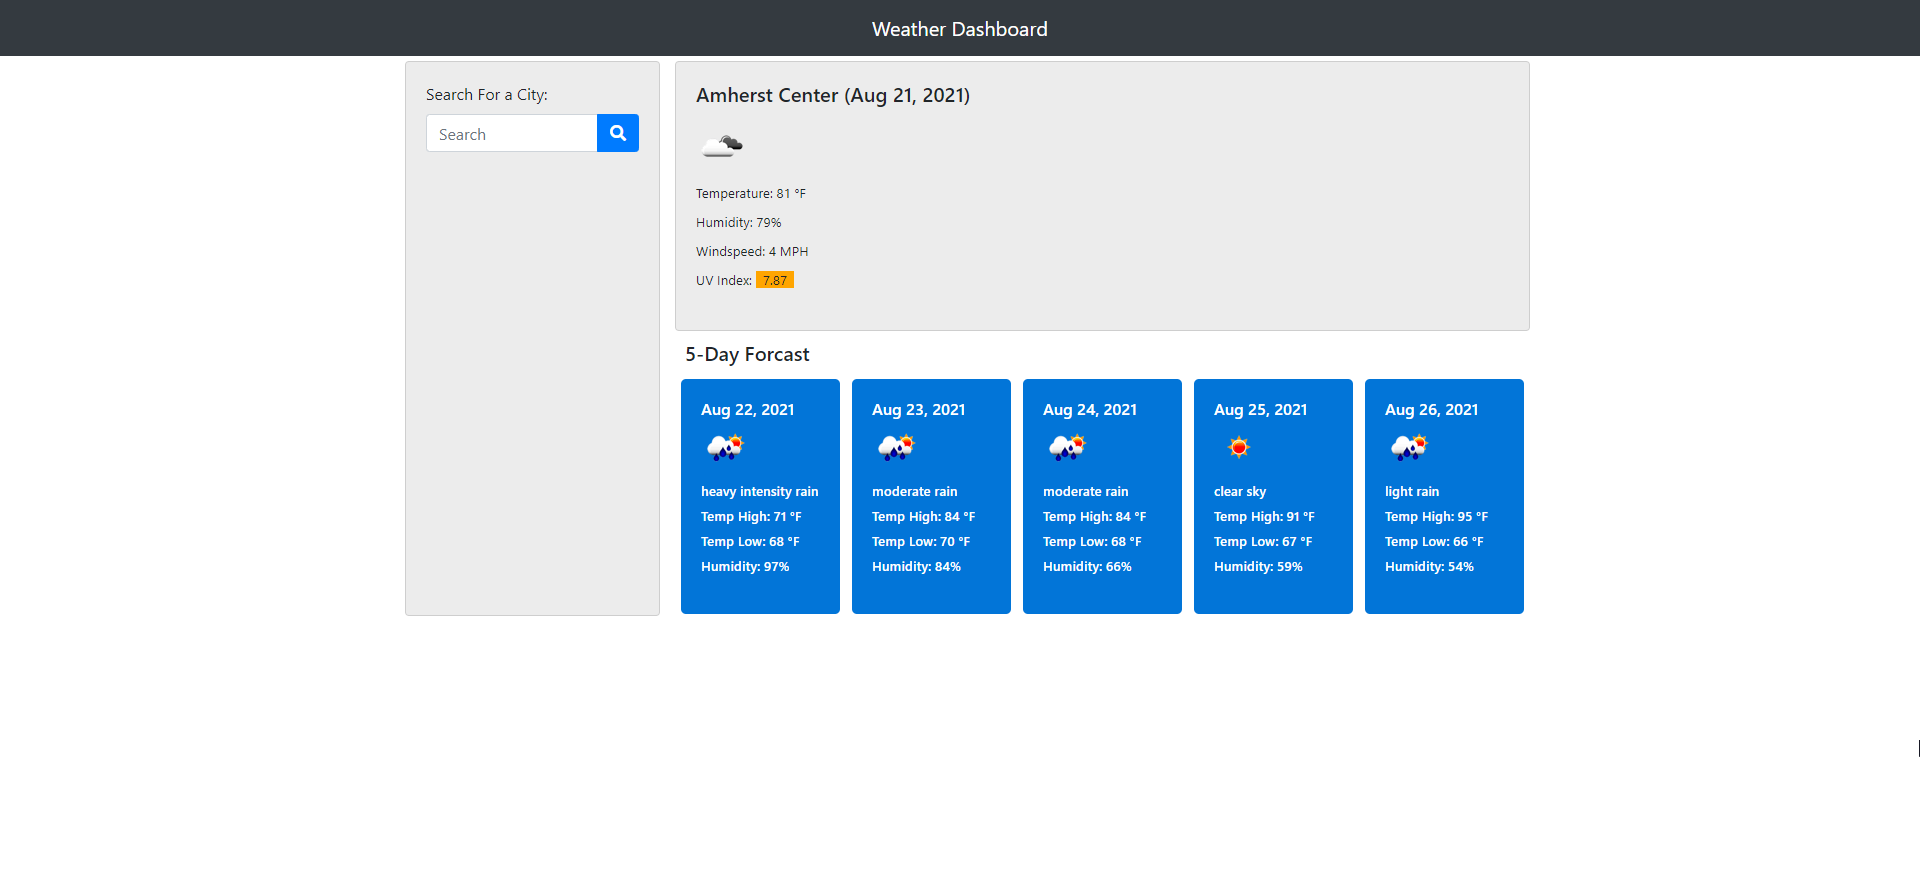 Weather Dashboard
Search For a City:
Search
Amherst Center (Aug 21, 2021)
Temperature: 81 °F
Humidity: 79%
Windspeed: 4 MPH
UV Index: 7.87
5-Day Forcast
Aug 22, 2021
heavy intensity rain
Temp High: 71 °F
Temp Low: 68 °F
Humidity: 97%
Aug 23, 2021
moderate rain
Temp High: 84 °F
Temp Low: 70 °F
Humidity: 84%
Aug 24, 2021
moderate rain
Temp High: 84 °F
Temp Low: 68 °F
Humidity: 66%
Aug 25, 2021
clear sky
Temp High: 91 °F
Temp Low: 67 °F
Humidity: 59%
Aug 26, 2021
light rain
Temp High: 95 °F
Temp Low: 66 °F
Humidity: 54%